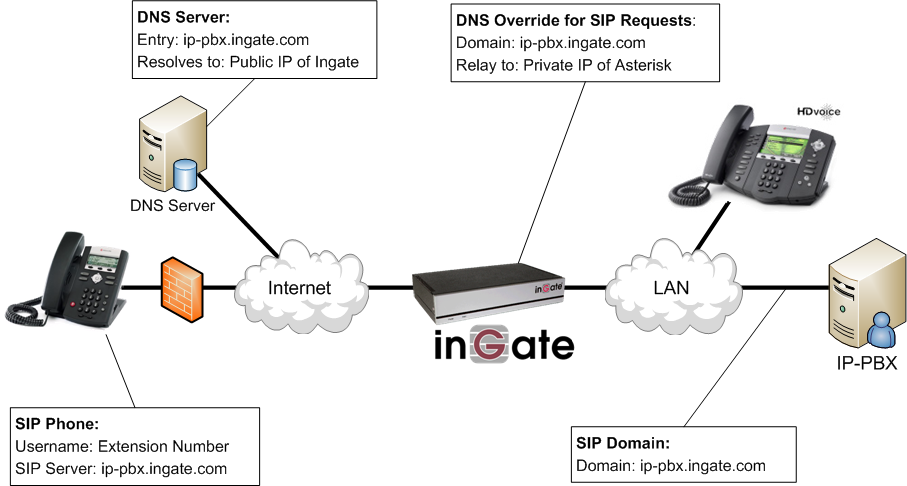 DNS Server:
Entry: ip-pbx.ingate.com
Resolves to: Public IP of Ingate
DNS Override for SIP Requests:
Domain: ip-pbx.ingate.com
Relay to: Private IP of Asterisk
HDvoice
DNS Server
Internet
inGate
inGate
LAN
IP-PBX
SIP Phone:
Username: Extension Number
SIP Server: ip-pbx.ingate.com
SIP Domain:
Domain: ip-pbx.ingate.com